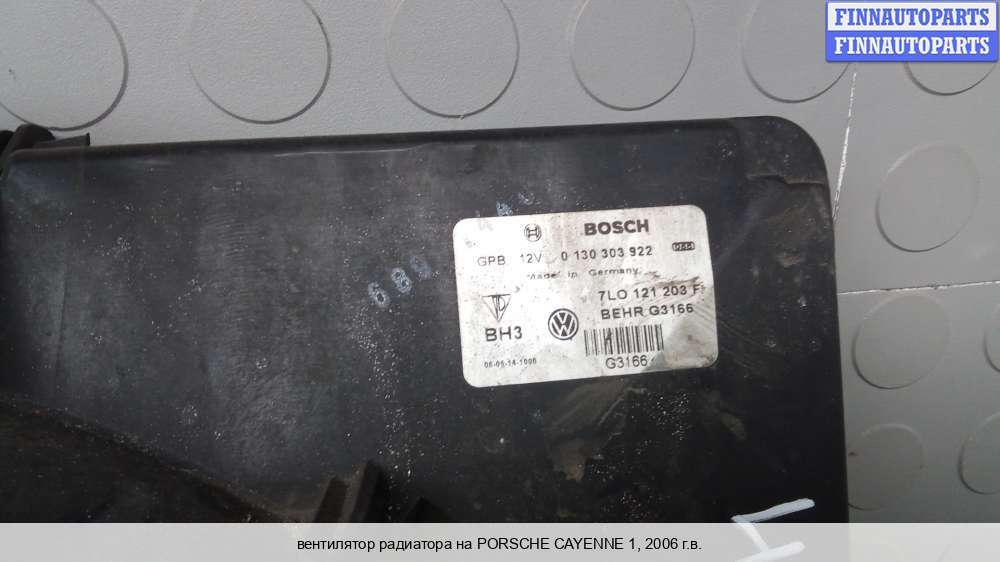 FINNAUTOPARTS
FINNAUTOPARTS
BOSCH
GPB 12V 0 130 303 922
Made in Germany
7LO 121 203 F
BEHR G3166
BH3
G3166
вентилятор радиатора на PORSCHE CAYENNE 1, 2006 г.в.